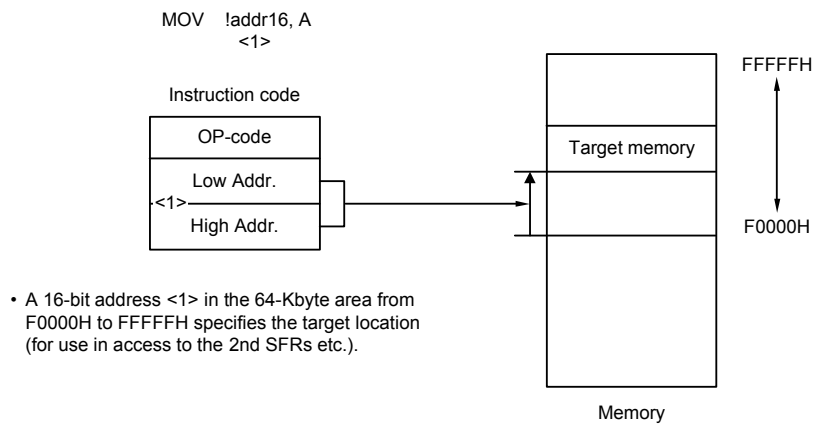 MOV !addr16, A
<1>
Instruction code
OP-code
Low Addr.
<1>
High Addr.
FFFFFH
Target memory
F0000H
• A 16-bit address <1> in the 64-Kbyte area from
F0000H to FFFFFH specifies the target location
(for use in access to the 2nd SFRs etc.).
Memory